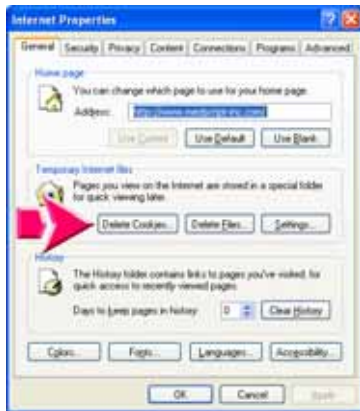 Internet Properties
General Security Privacy Content Connections Programs Advanced
Home page
You can change which page to use for your home page.
Address:
Use Current Use Default Use Blank
Temporary Internet files
Pages you view on the Internet are stored in a special folder
for quick viewing later.
Delete Cookies... Delete Files... Settings...
History
The History folder contains links to pages you've visited, for
quick access to recently viewed pages.
Days to keep pages in history: 0 Clear History
Colors... Fonts... Languages... Accessibility...
OK Cancel Apply